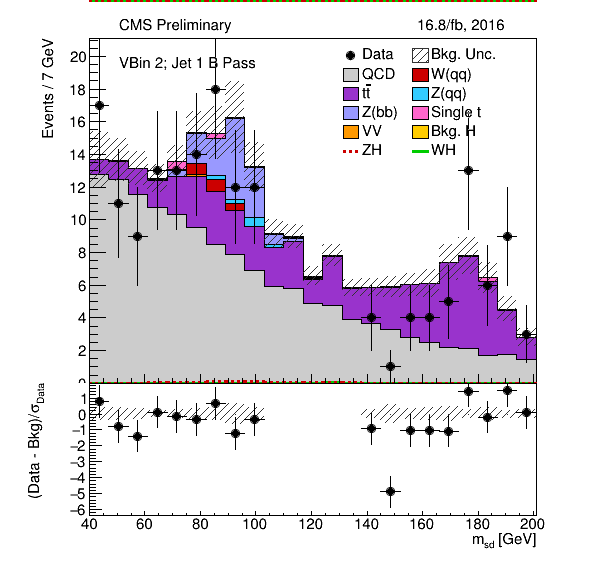 CMS Preliminary 16.8/fb, 2016
VBin 2; Jet 1 B Pass
Events / 7 GeV
20
18
16
14
12
10
8
6
4
2
0
Data
Bkg. Unc.
QCD
W(qq)
tt̄
Z(qq)
Z(bb)
Single t
VV
Bkg. H
ZH
WH
(Data - Bkg)/σData
1
0
−1
−2
−3
−4
−5
−6
40 60 80 100 120 140 160 180 200
msd [GeV]